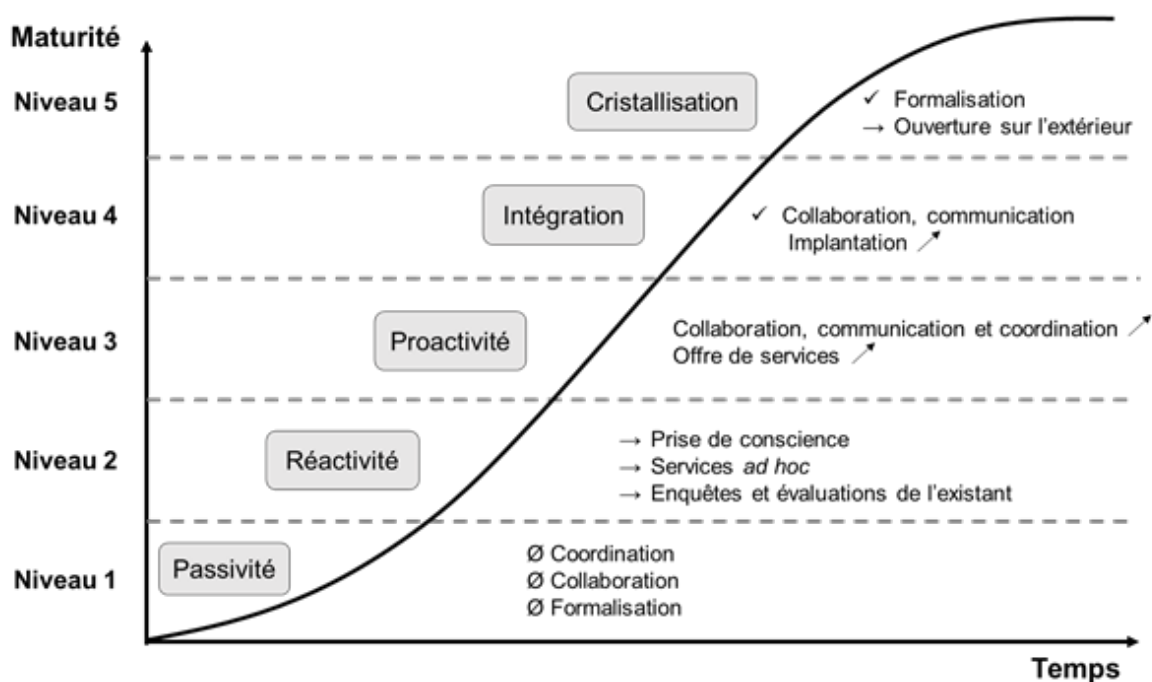 Maturité
Niveau 5
Cristallisation
✓ Formalisation
→ Ouverture sur l'extérieur
Niveau 4
Intégration
✓ Collaboration, communication
Implantation ↗
Niveau 3
Proactivité
Collaboration, communication et coordination ↗
Offre de services ↗
Niveau 2
Réactivité
→ Prise de conscience
→ Services ad hoc
→ Enquêtes et évaluations de l'existant
Niveau 1
Passivité
Ø Coordination
Ø Collaboration
Ø Formalisation
Temps